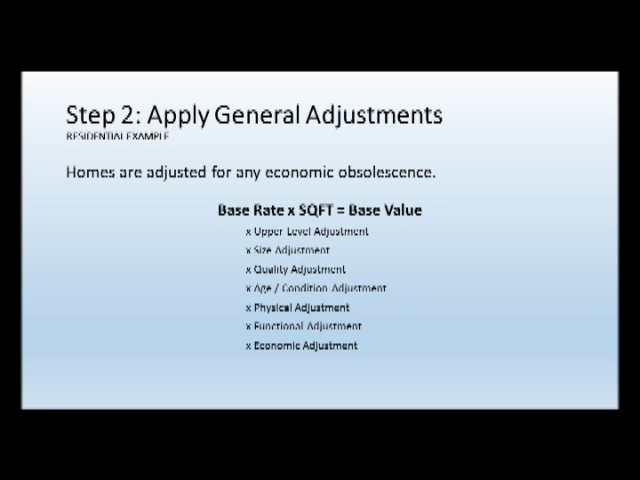 Step 2: Apply General Adjustments
RESIDENTIAL EXAMPLE
Homes are adjusted for any economic obsolescence.
Base Rate x SQFT = Base Value
x Upper Level Adjustment
x Size Adjustment
x Quality Adjustment
x Age / Condition Adjustment
x Physical Adjustment
x Functional Adjustment
x Economic Adjustment